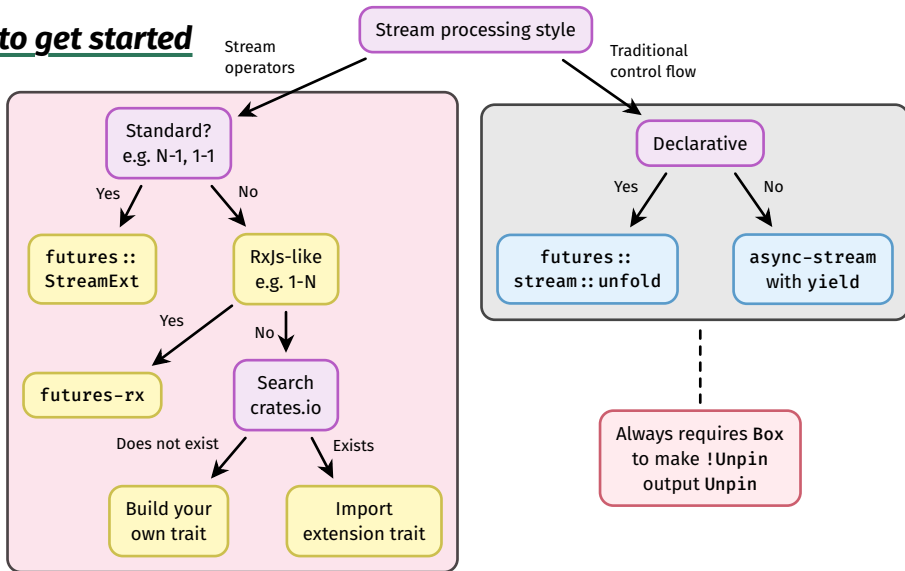 to get started
Stream processing style
Stream
operators
Traditional
control flow
Standard?
e.g. N-1, 1-1
Declarative
Yes
No
Yes
No
futures::
StreamExt
RxJs-like
e.g. 1-N
futures::
stream::unfold
async-stream
with yield
Yes
No
futures-rx
Search
crates.io
Does not exist
Exists
Always requires Box
to make !Unpin
output Unpin
Build your
own trait
Import
extension trait